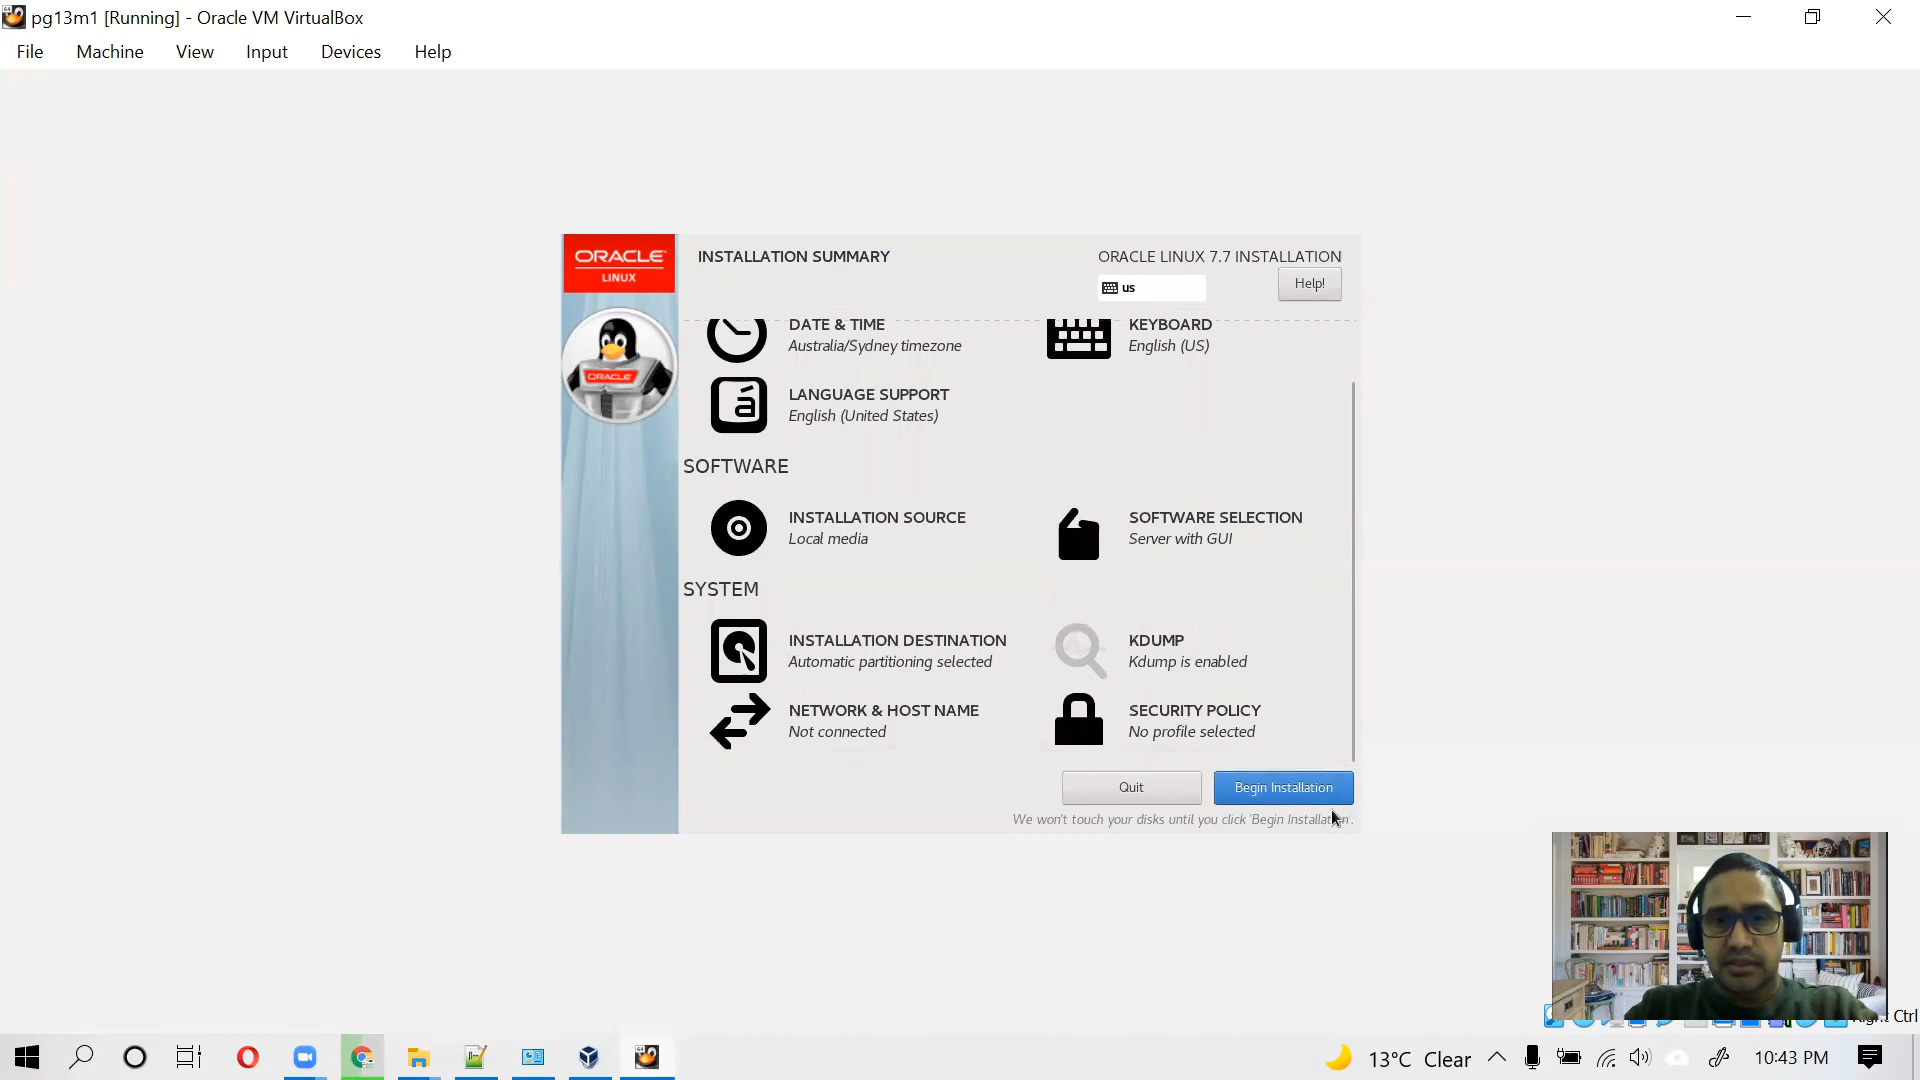 pg13m1 [Running] - Oracle VM VirtualBox
File Machine View Input Devices Help
ORACLE
LINUX
INSTALLATION SUMMARY
ORACLE LINUX 7.7 INSTALLATION
us
Help!
ORACLE
DATE & TIME
Australia/Sydney timezone
KEYBOARD
English (US)
LANGUAGE SUPPORT
English (United States)
SOFTWARE
INSTALLATION SOURCE
Local media
SOFTWARE SELECTION
Server with GUI
SYSTEM
INSTALLATION DESTINATION
Automatic partitioning selected
KDUMP
Kdump is enabled
NETWORK & HOST NAME
Not connected
SECURITY POLICY
No profile selected
Quit
Begin Installation
We won't touch your disks until you click 'Begin Installation'.
Right Ctrl
13°C Clear
10:43 PM